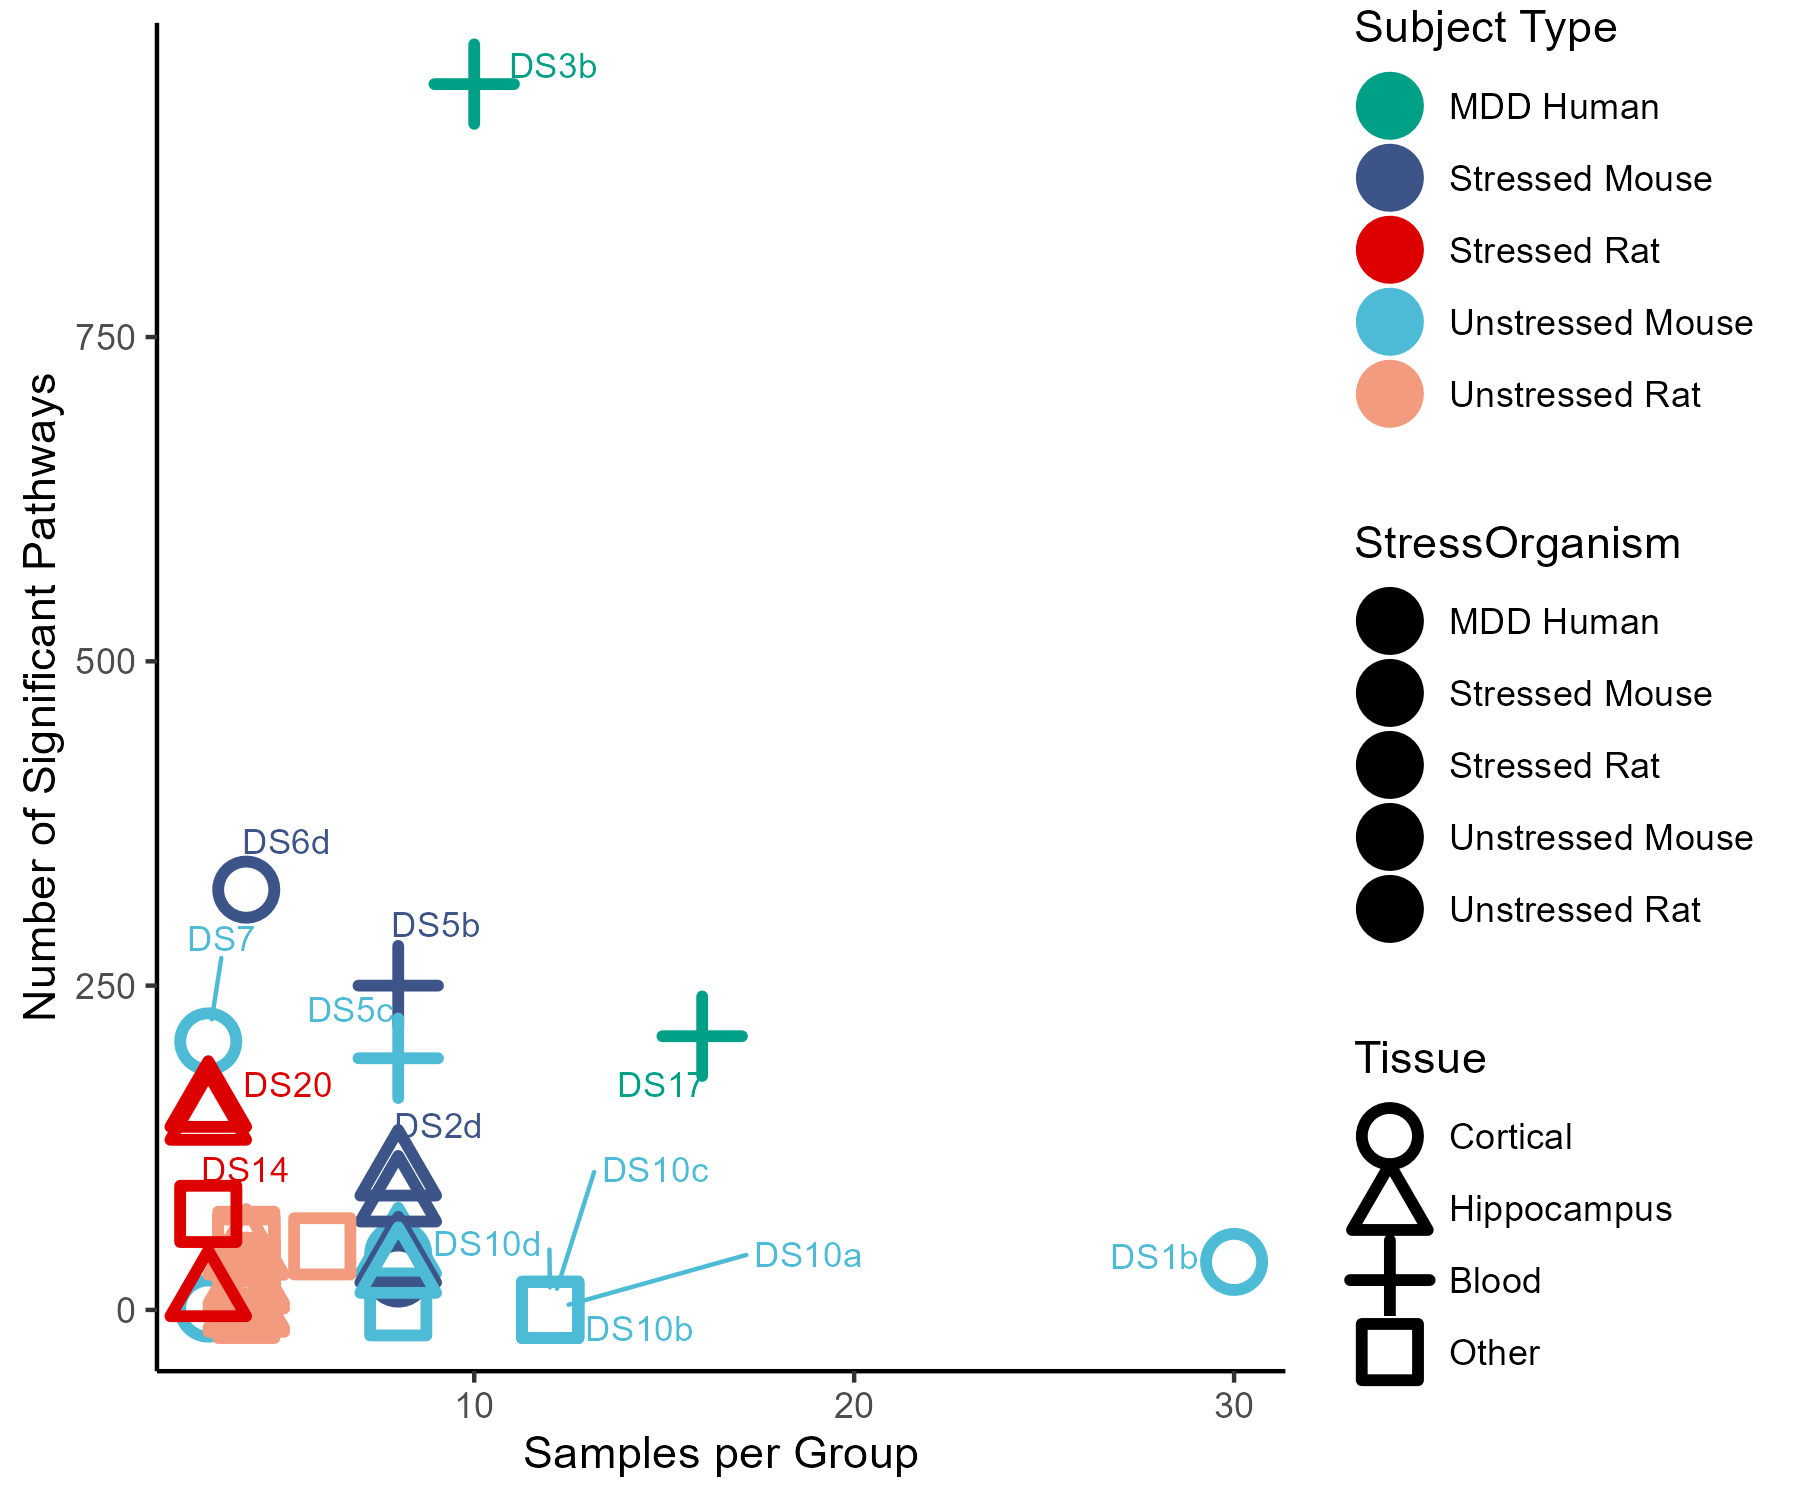 Number of Significant Pathways
750
500
250
0
10
20
30
Samples per Group
DS3b
DS6d
DS7
DS5b
DS5c
DS17
DS20
DS2d
DS14
DS10c
DS10d
DS10a
DS1b
DS10b
Subject Type
MDD Human
Stressed Mouse
Stressed Rat
Unstressed Mouse
Unstressed Rat
StressOrganism
MDD Human
Stressed Mouse
Stressed Rat
Unstressed Mouse
Unstressed Rat
Tissue
Cortical
Hippocampus
Blood
Other